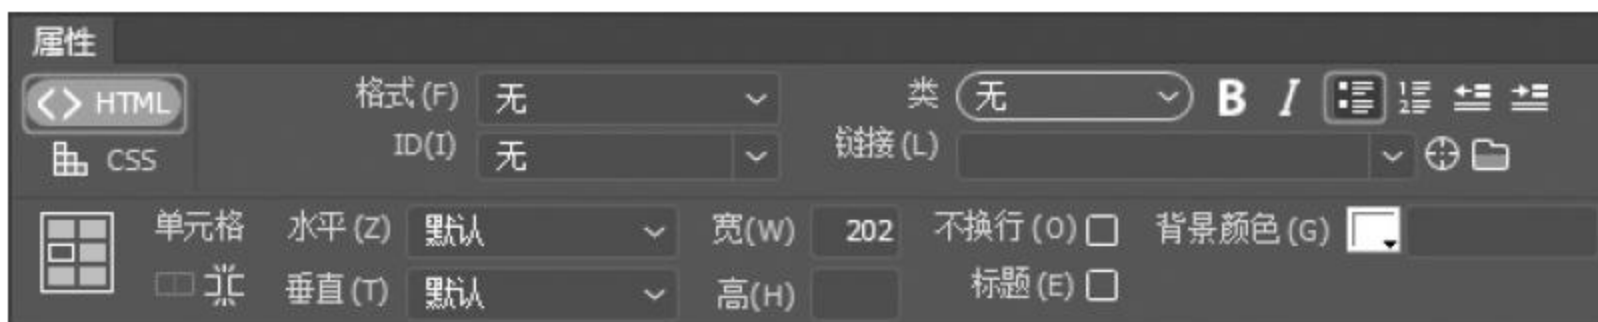 属性
HTML 格式(F) 无 类 无 B I
CSS ID(I) 无 链接(L)
单元格 水平(Z) 默认 宽(W) 202 不换行(O) 背景颜色(G)
垂直(T) 默认 高(H) 标题(E)